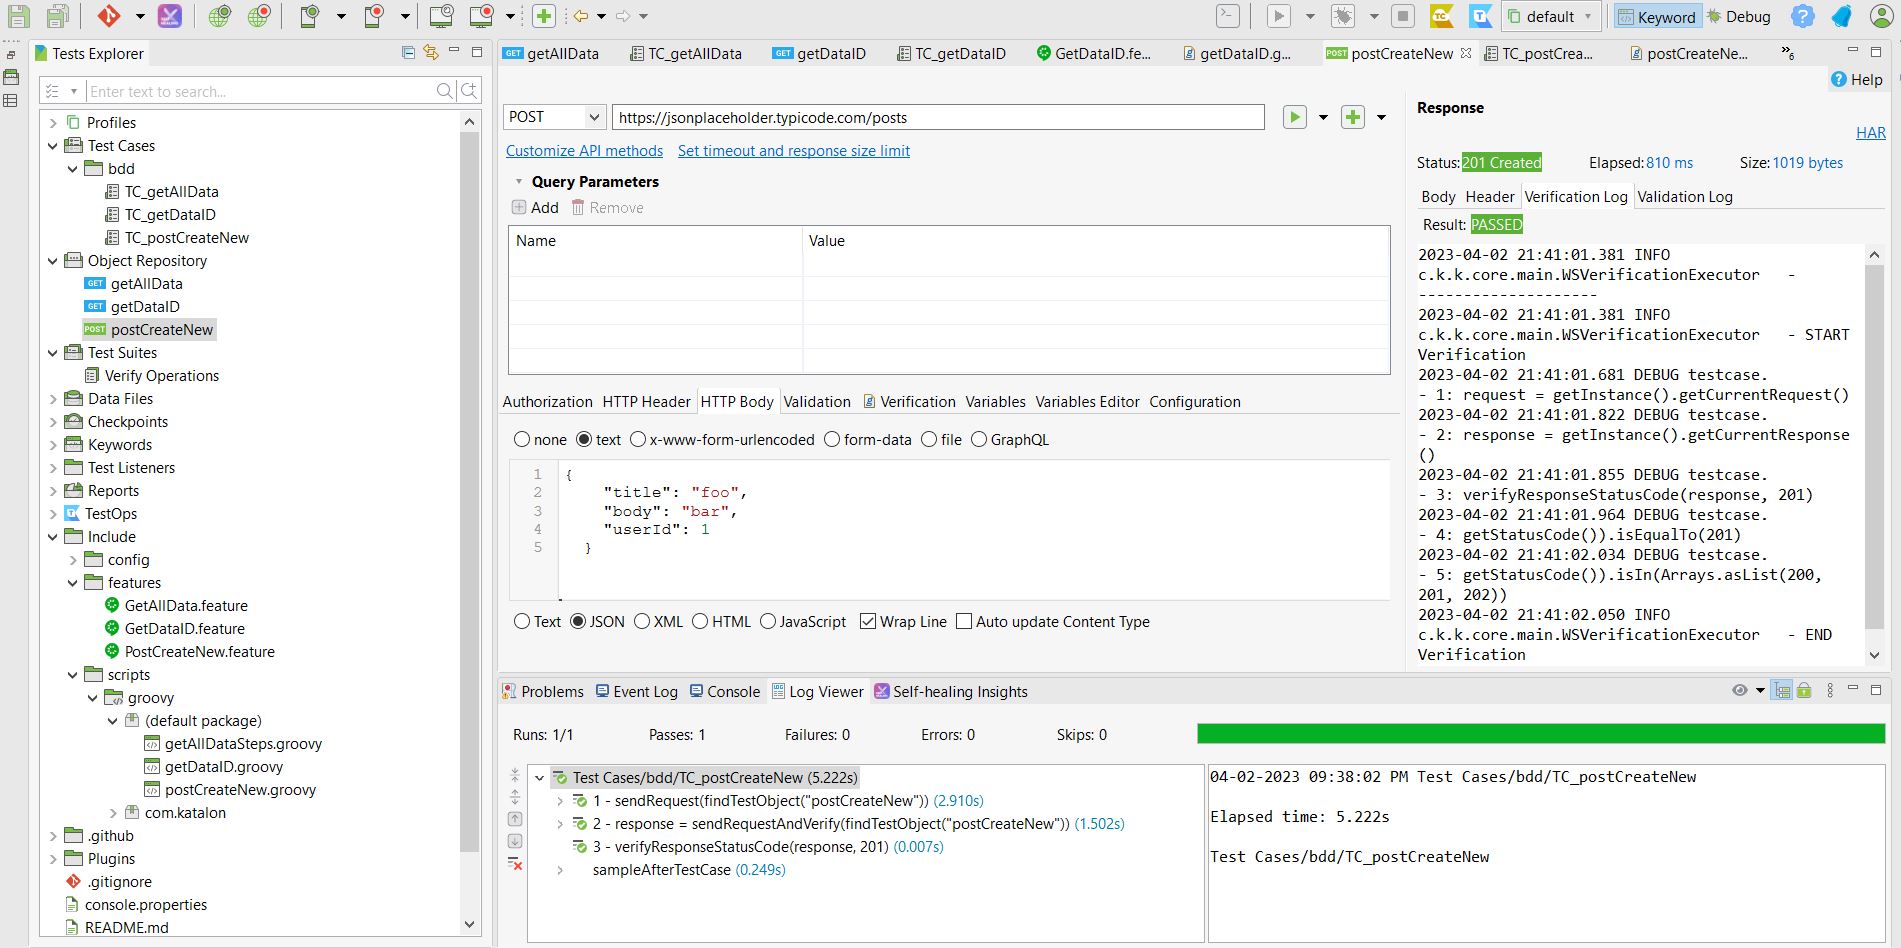 default
Keyword
Debug
Tests Explorer
Enter text to search...
Profiles
Test Cases
bdd
TC_getAllData
TC_getDataID
TC_postCreateNew
Object Repository
GET getAllData
GET getDataID
POST postCreateNew
Test Suites
Verify Operations
Data Files
Checkpoints
Keywords
Test Listeners
Reports
TestOps
Include
config
features
GetAllData.feature
GetDataID.feature
PostCreateNew.feature
scripts
groovy
(default package)
getAllDataSteps.groovy
getDataID.groovy
postCreateNew.groovy
com.katalon
.github
Plugins
.gitignore
console.properties
README.md
GET getAllData TC_getAllData GET getDataID TC_getDataID GetDataID.fe... getDataID.g... POST postCreateNew TC_postCrea... postCreateNe... »6
Help
POST https://jsonplaceholder.typicode.com/posts
Customize API methods Set timeout and response size limit
Query Parameters
Add Remove
Name Value
Authorization HTTP Header HTTP Body Validation Verification Variables Variables Editor Configuration
none text x-www-form-urlencoded form-data file GraphQL
1 {
2 "title": "foo",
3 "body": "bar",
4 "userId": 1
5 }
Text JSON XML HTML JavaScript Wrap Line Auto update Content Type
Response
HAR
Status: 201 Created Elapsed: 810 ms Size: 1019 bytes
Body Header Verification Log Validation Log
Result: PASSED
2023-04-02 21:41:01.381 INFO
c.k.k.core.main.WSVerificationExecutor -
--------------------
2023-04-02 21:41:01.381 INFO
c.k.k.core.main.WSVerificationExecutor - START
Verification
2023-04-02 21:41:01.681 DEBUG testcase.
- 1: request = getInstance().getCurrentRequest()
2023-04-02 21:41:01.822 DEBUG testcase.
- 2: response = getInstance().getCurrentResponse
()
2023-04-02 21:41:01.855 DEBUG testcase.
- 3: verifyResponseStatusCode(response, 201)
2023-04-02 21:41:01.964 DEBUG testcase.
- 4: getStatusCode()).isEqualTo(201)
2023-04-02 21:41:02.034 DEBUG testcase.
- 5: getStatusCode()).isIn(Arrays.asList(200,
201, 202))
2023-04-02 21:41:02.050 INFO
c.k.k.core.main.WSVerificationExecutor - END
Verification
Problems Event Log Console Log Viewer Self-healing Insights
Runs: 1/1 Passes: 1 Failures: 0 Errors: 0 Skips: 0
Test Cases/bdd/TC_postCreateNew (5.222s)
1 - sendRequest(findTestObject("postCreateNew")) (2.910s)
2 - response = sendRequestAndVerify(findTestObject("postCreateNew")) (1.502s)
3 - verifyResponseStatusCode(response, 201) (0.007s)
sampleAfterTestCase (0.249s)
04-02-2023 09:38:02 PM Test Cases/bdd/TC_postCreateNew
Elapsed time: 5.222s
Test Cases/bdd/TC_postCreateNew